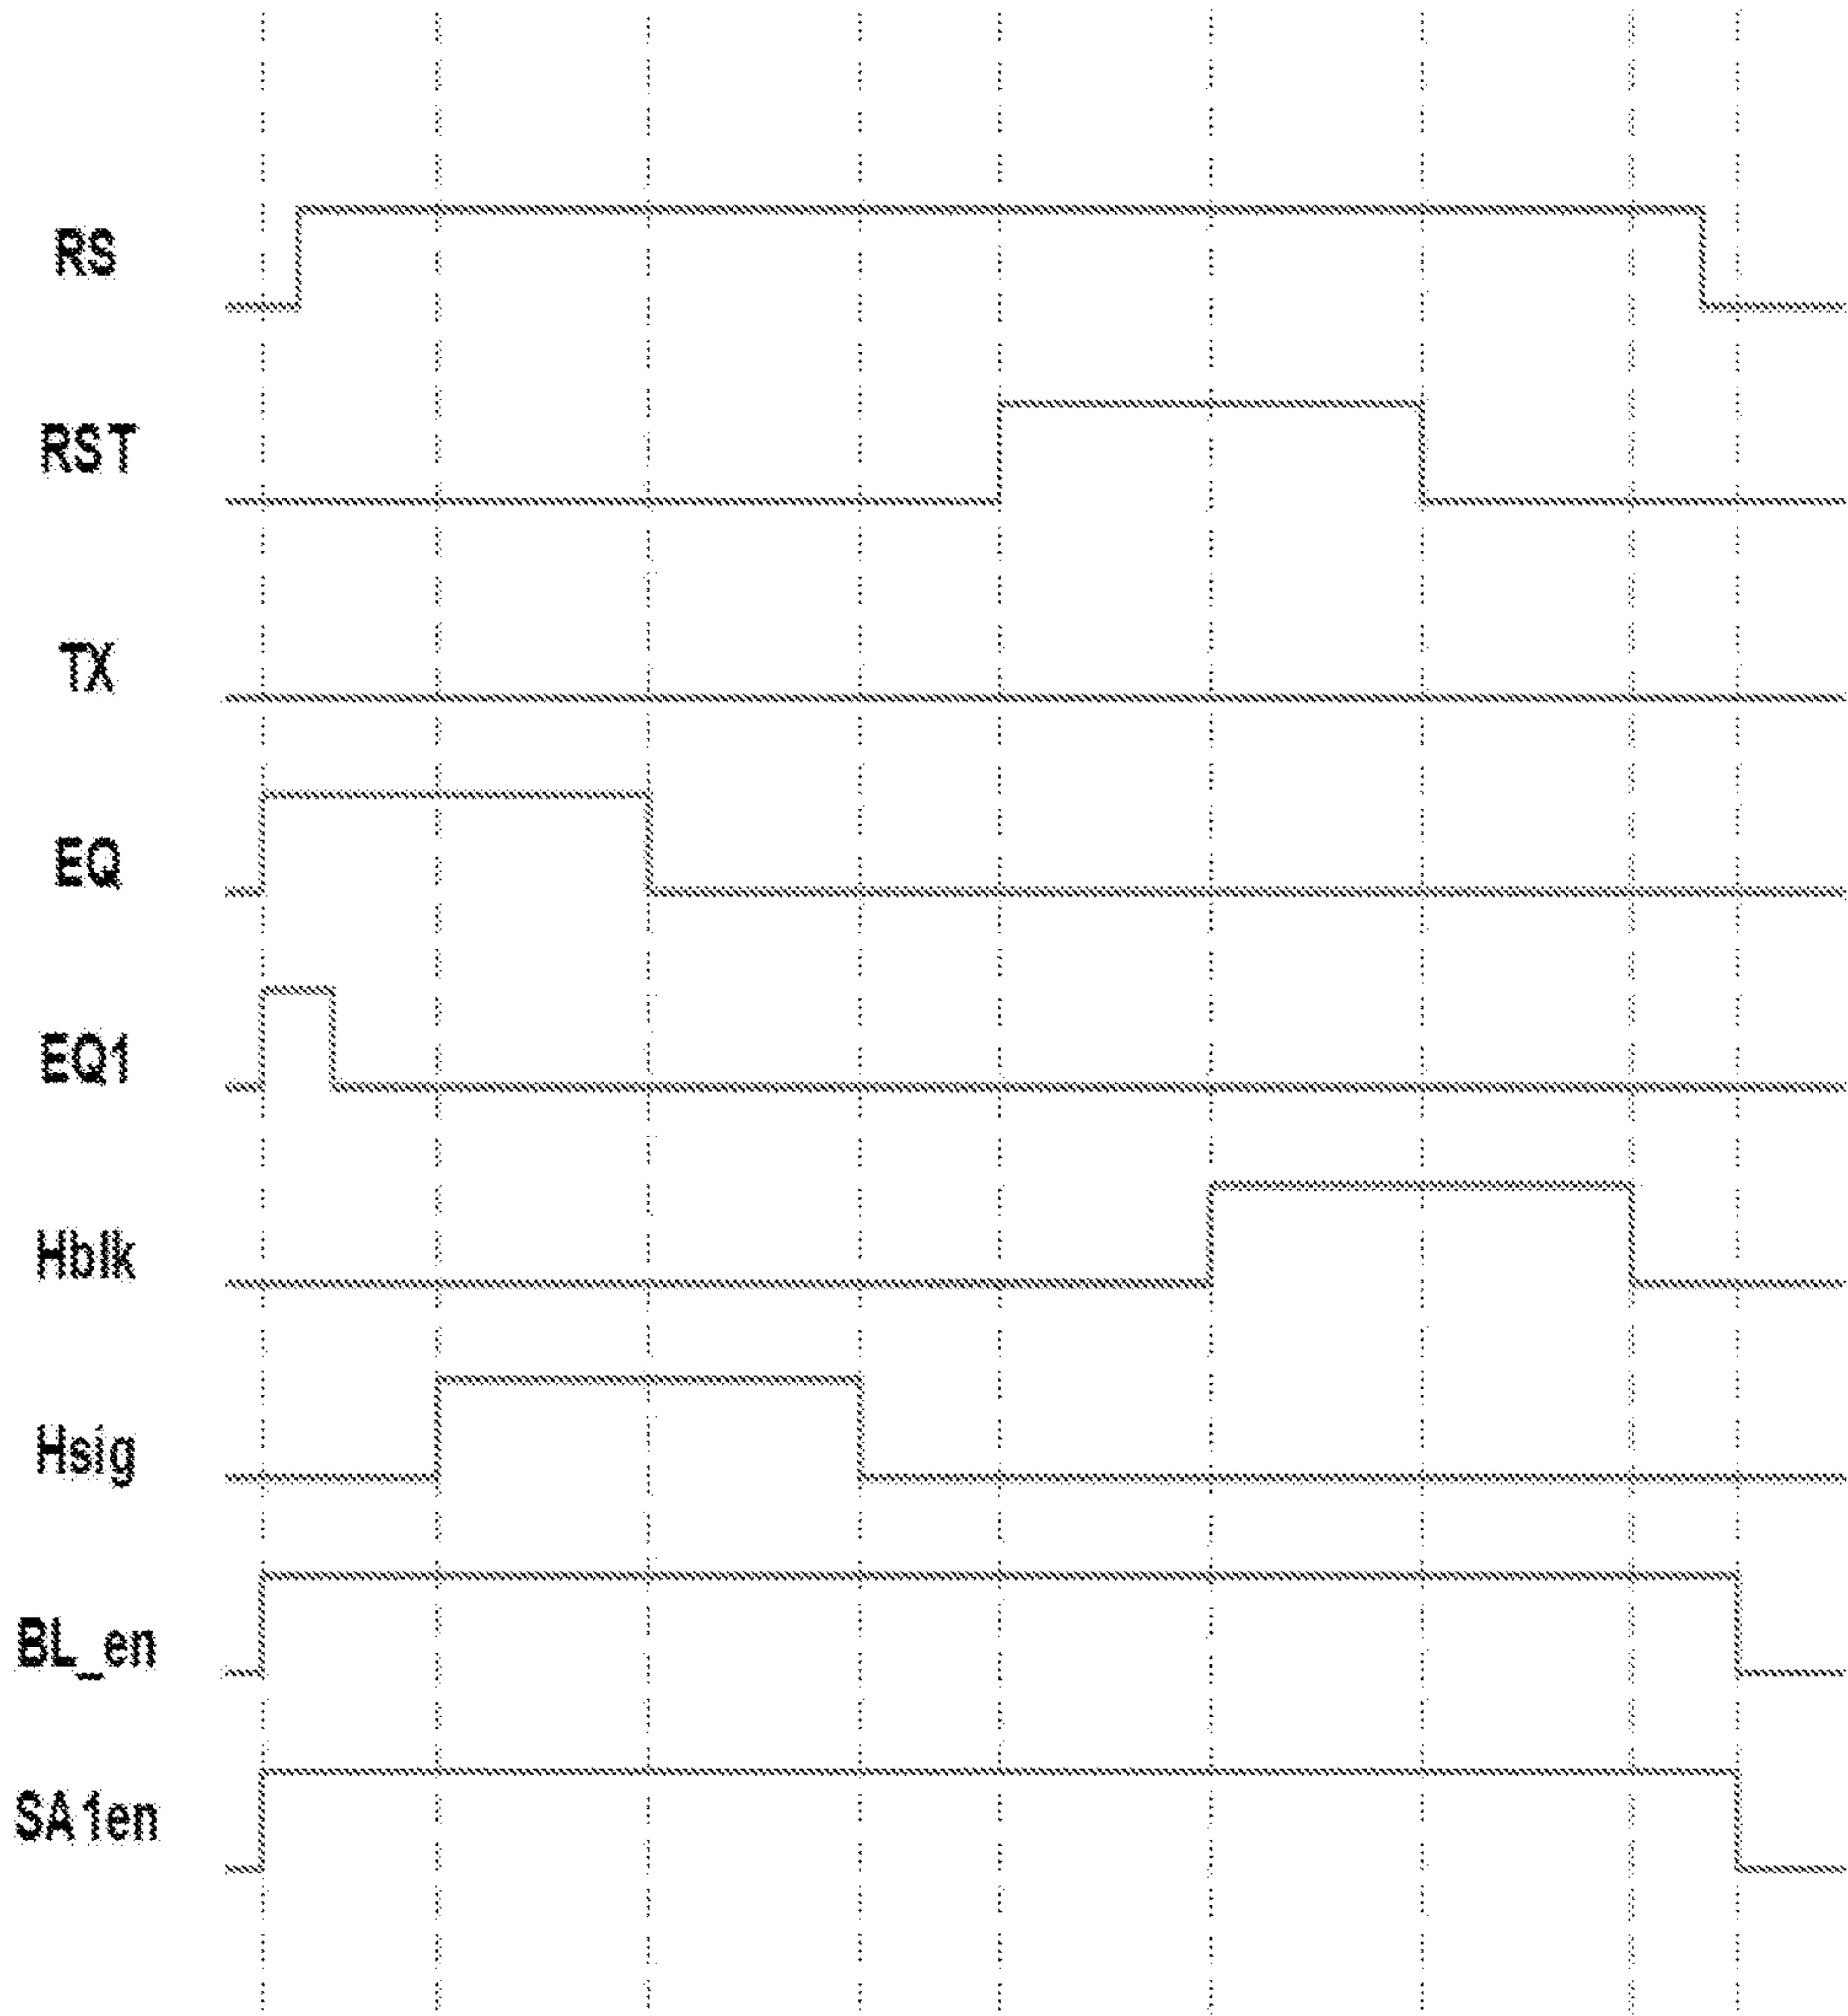 RS
RST
TX
EQ
EQ1
Hblk
Hsig
BL_en
SA1en